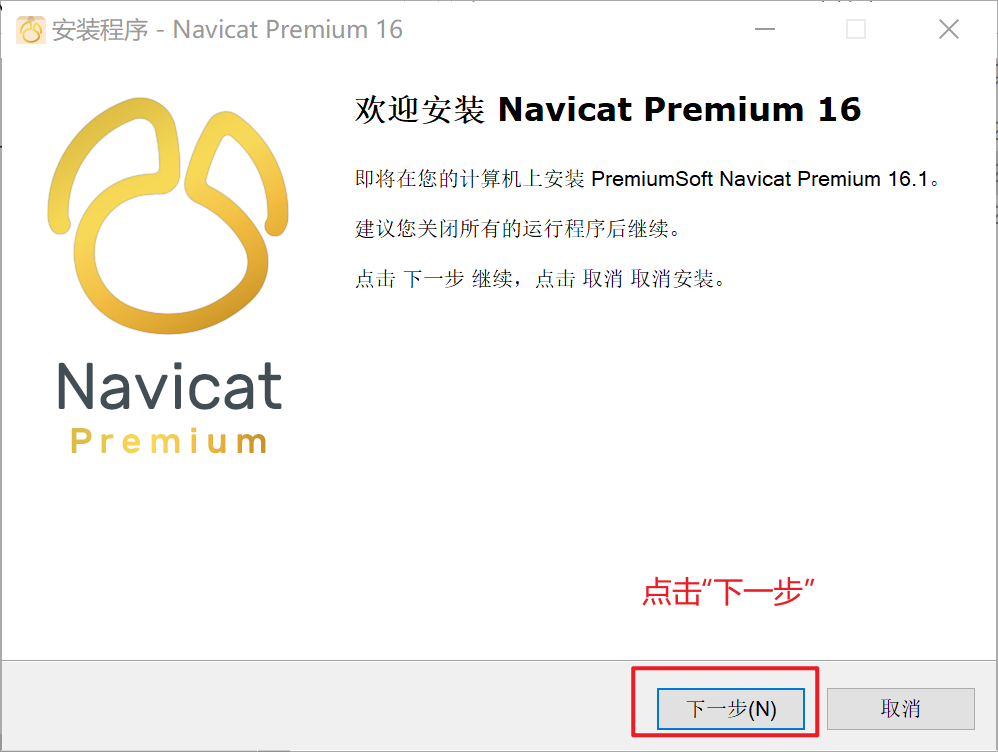 安装程序 - Navicat Premium 16
欢迎安装 Navicat Premium 16
即将在您的计算机上安装 PremiumSoft Navicat Premium 16.1。
建议您关闭所有的运行程序后继续。
点击 下一步 继续，点击 取消 取消安装。
Navicat
Premium
点击“下一步”
下一步(N)
取消